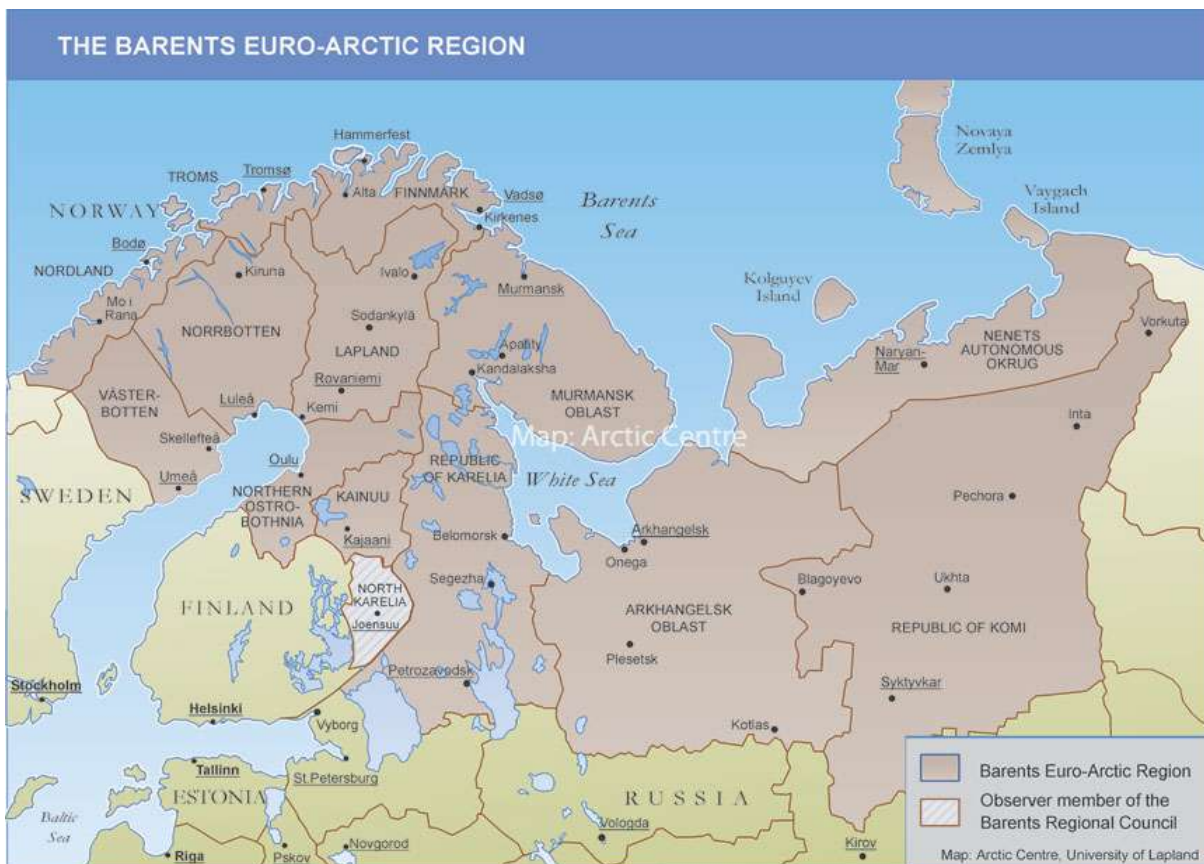 THE BARENTS EURO-ARCTIC REGION
Hammerfest
Novaya
Zemlya
TROMS
Tromsø
Alta
FINNMARK
Vadsø
Kirkenes
Barents
Sea
Vaygach
Island
NORWAY
Bodø
NORDLAND
Kiruna
Ivalo
Murmansk
Kolguyev
Island
Mo i
Rana
NORRBOTTEN
Sodankylä
LAPLAND
Apatity
Kandalaksha
Naryan-
Mar
NENETS
AUTONOMOUS
OKRUG
Vorkuta
VÄSTER-
BOTTEN
Luleå
Rovaniemi
Kemi
MURMANSK
OBLAST
Inta
Map: Arctic Centre
Skellefteå
Umeå
SWEDEN
Oulu
NORTHERN
OSTRO-
BOTHNIA
KAINUU
Kajaani
REPUBLIC
OF KARELIA
White Sea
Pechora
Belomorsk
Arkhangelsk
Onega
Segezha
Blagoyevo
Ukhta
FINLAND
NORTH
KARELIA
Joensuu
ARKHANGELSK
OBLAST
REPUBLIC OF KOMI
Plesetsk
Petrozavodsk
Syktyvkar
Stockholm
Helsinki
Vyborg
Kotlas
Tallinn
St.Petersburg
ESTONIA
RUSSIA
Baltic
Sea
Riga
Pskov
Novgorod
Vologda
Kirov
Barents Euro-Arctic Region
Observer member of the
Barents Regional Council
Map: Arctic Centre, University of Lapland